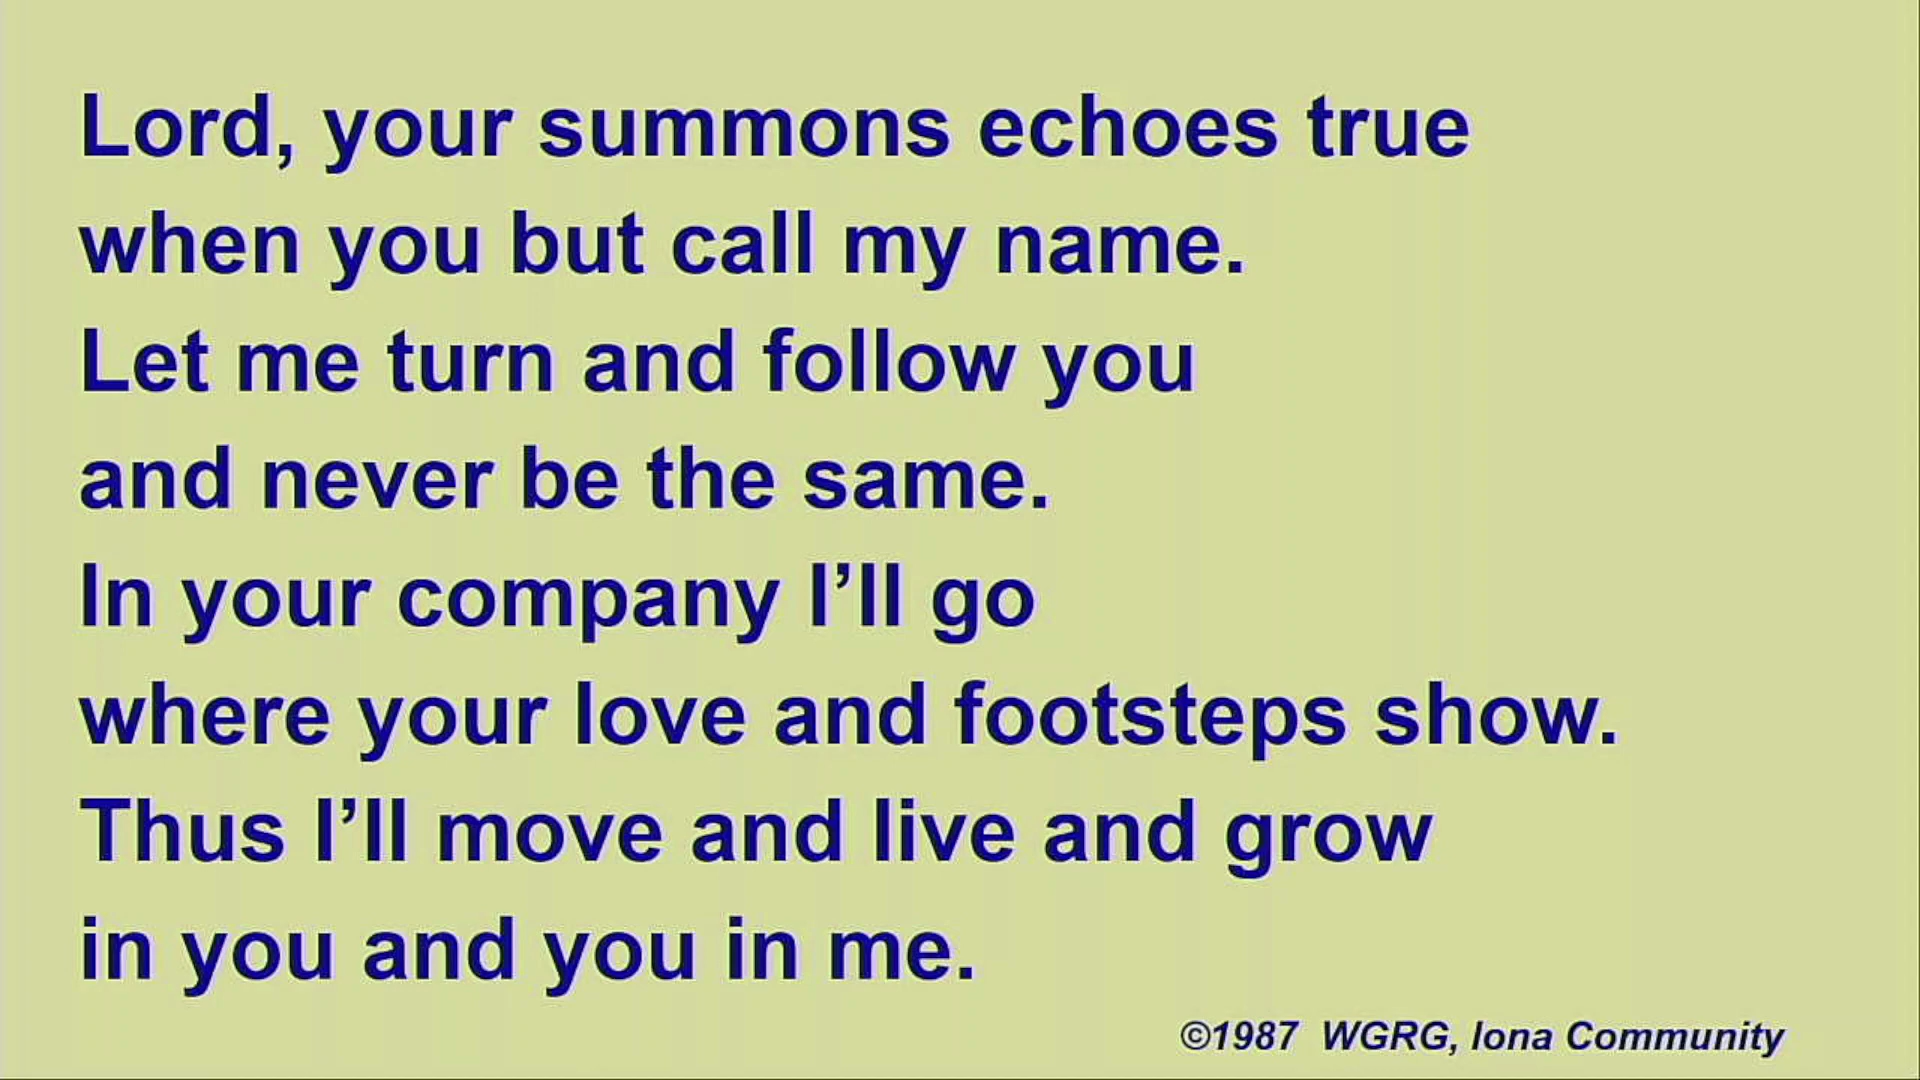 Lord, your summons echoes true
when you but call my name.
Let me turn and follow you
and never be the same.
In your company I’ll go
where your love and footsteps show.
Thus I’ll move and live and grow
in you and you in me.
©1987 WGRG, Iona Community